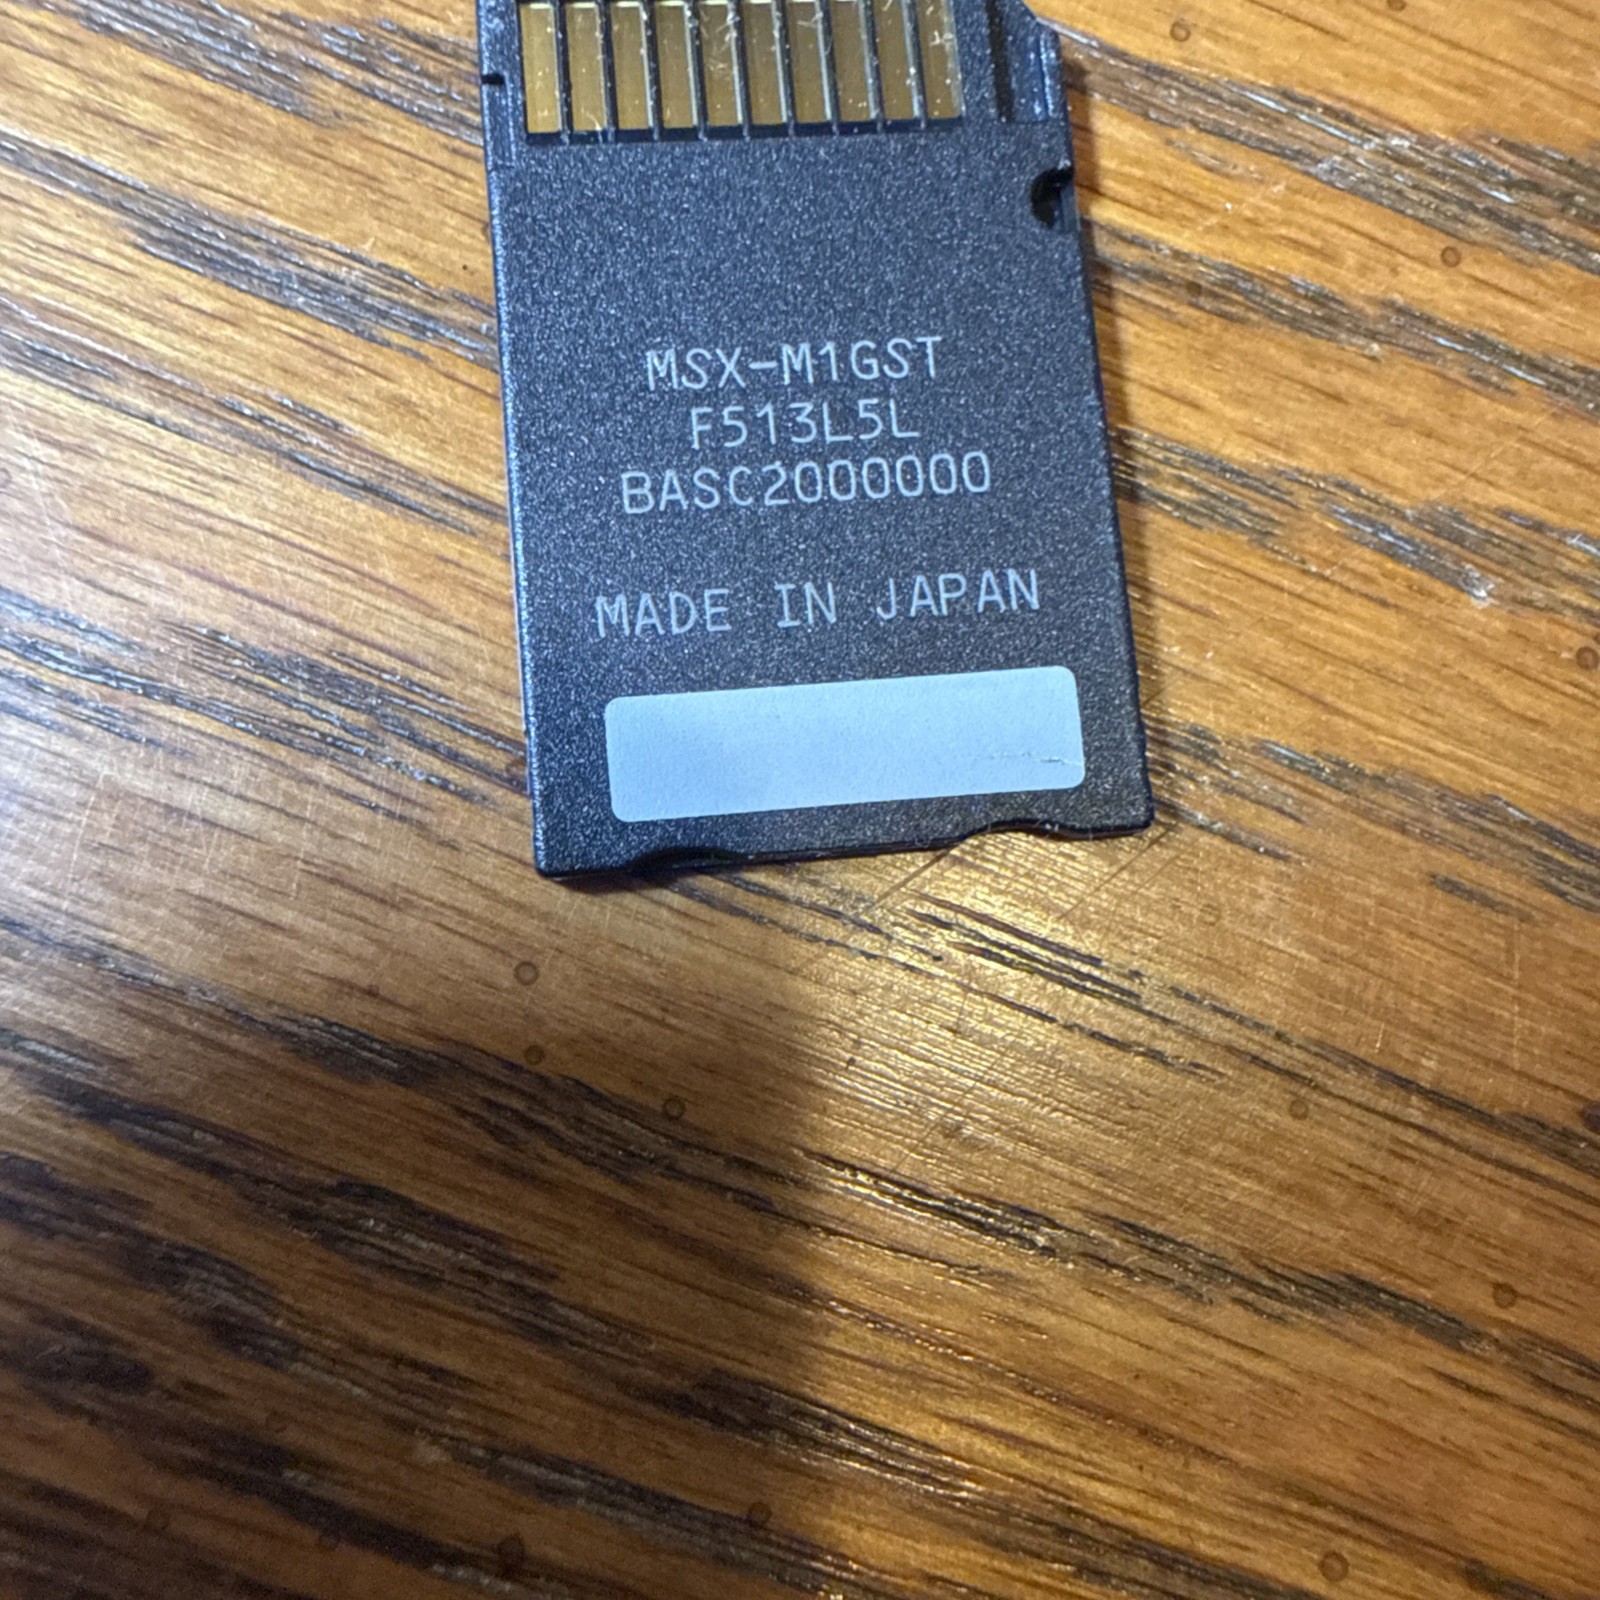 MSX-M1GST
F513L5L
BASC2000000
MADE IN JAPAN